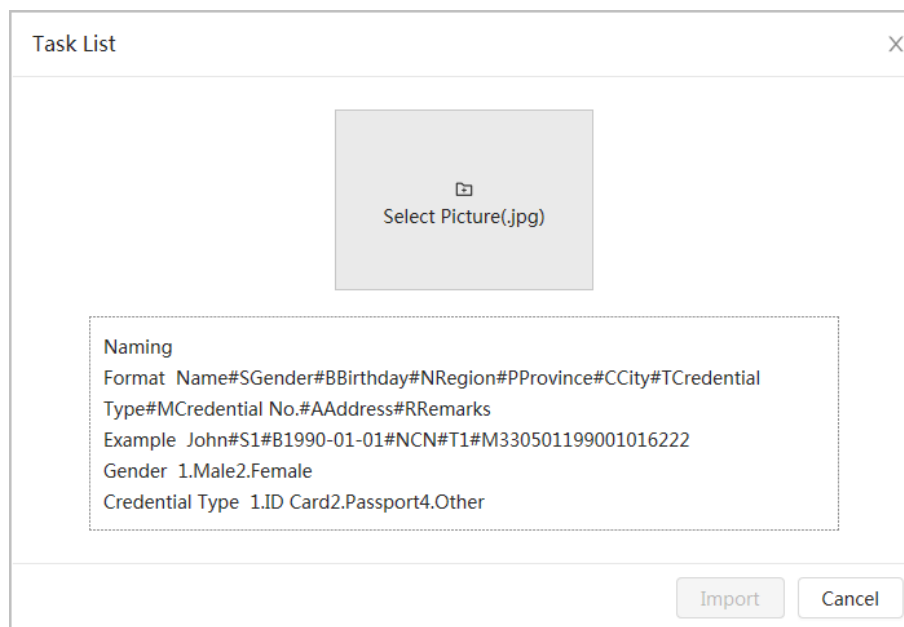 Task List
Select Picture(.jpg)
Naming
Format Name#SGender#BBirthday#NRegion#PProvince#CCity#TCredential
Type#MCredential No.#AAddress#RRemarks
Example John#S1#B1990-01-01#NCN#T1#M330501199001016222
Gender 1.Male2.Female
Credential Type 1.ID Card2.Passport4.Other
Import Cancel